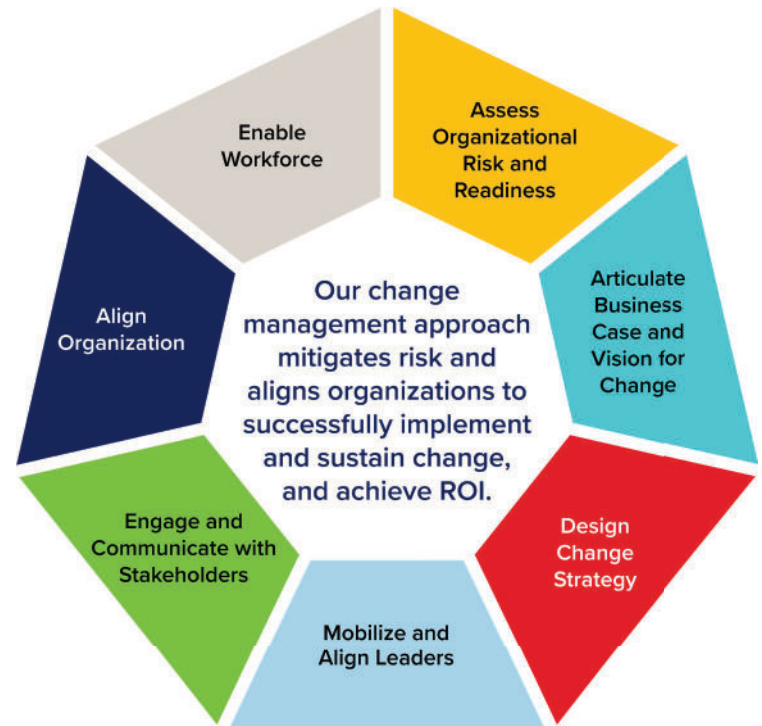 Assess
Organizational
Risk and
Readiness
Articulate
Business
Case and
Vision for
Change
Design
Change
Strategy
Mobilize and
Align Leaders
Engage and
Communicate with
Stakeholders
Align
Organization
Enable
Workforce
Our change
management approach
mitigates risk and
aligns organizations to
successfully implement
and sustain change,
and achieve ROI.